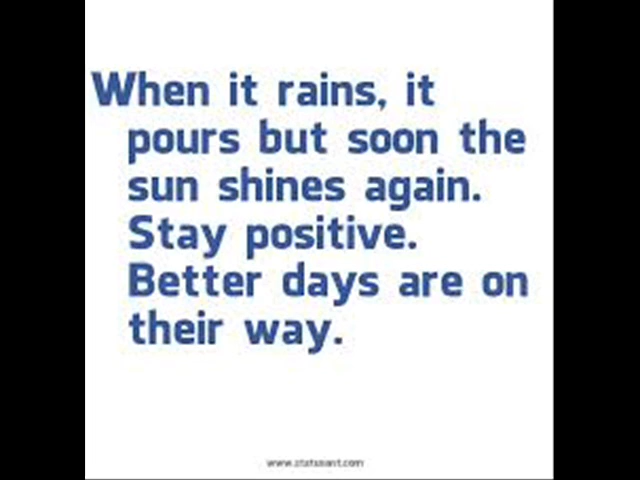 When it rains, it
pours but soon the
sun shines again.
Stay positive.
Better days are on
their way.